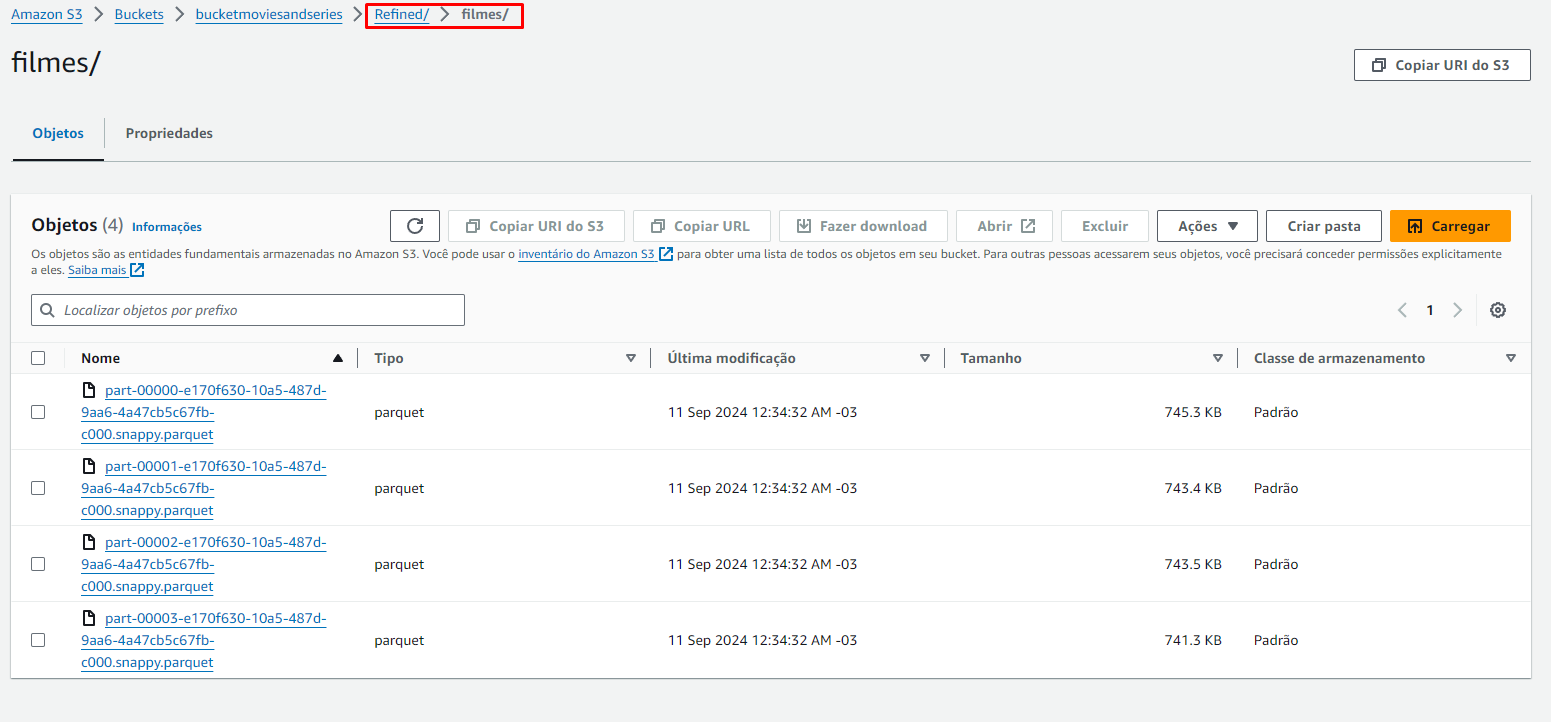 Amazon S3 > Buckets > bucketmoviesandseries > Refined/ > filmes/
filmes/
Copiar URI do S3
Objetos Propriedades
Objetos (4) Informações
Copiar URI do S3 Copiar URL Fazer download Abrir Excluir Ações Criar pasta Carregar
Os objetos são as entidades fundamentais armazenadas no Amazon S3. Você pode usar o inventário do Amazon S3 para obter uma lista de todos os objetos em seu bucket. Para outras pessoas acessarem seus objetos, você precisará conceder permissões explicitamente
a eles. Saiba mais
Localizar objetos por prefixo
1
Nome Tipo Última modificação Tamanho Classe de armazenamento
part-00000-e170f630-10a5-487d-
9aa6-4a47cb5c67fb- parquet 11 Sep 2024 12:34:32 AM -03 745.3 KB Padrão
c000.snappy.parquet
part-00001-e170f630-10a5-487d-
9aa6-4a47cb5c67fb- parquet 11 Sep 2024 12:34:32 AM -03 743.4 KB Padrão
c000.snappy.parquet
part-00002-e170f630-10a5-487d-
9aa6-4a47cb5c67fb- parquet 11 Sep 2024 12:34:32 AM -03 743.5 KB Padrão
c000.snappy.parquet
part-00003-e170f630-10a5-487d-
9aa6-4a47cb5c67fb- parquet 11 Sep 2024 12:34:32 AM -03 741.3 KB Padrão
c000.snappy.parquet